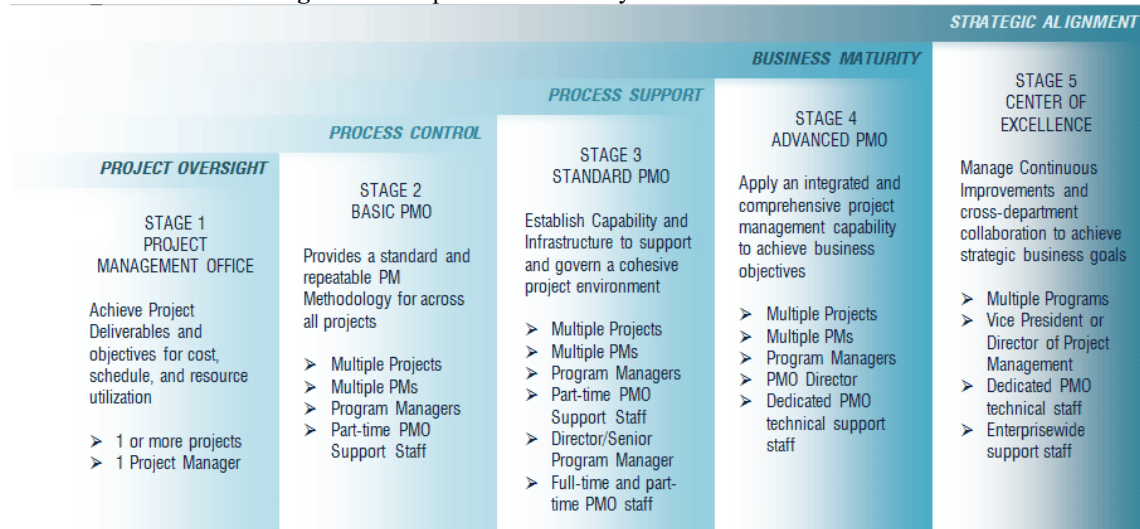 STRATEGIC ALIGNMENT
BUSINESS MATURITY
PROCESS SUPPORT
PROCESS CONTROL
PROJECT OVERSIGHT
STAGE 1
PROJECT
MANAGEMENT OFFICE
Achieve Project
Deliverables and
objectives for cost,
schedule, and resource
utilization
➢ 1 or more projects
➢ 1 Project Manager
STAGE 2
BASIC PMO
Provides a standard and
repeatable PM
Methodology for across
all projects
➢ Multiple Projects
➢ Multiple PMs
➢ Program Managers
➢ Part-time PMO
Support Staff
STAGE 3
STANDARD PMO
Establish Capability and
Infrastructure to support
and govern a cohesive
project environment
➢ Multiple Projects
➢ Multiple PMs
➢ Program Managers
➢ Part-time PMO
Support Staff
➢ Director/Senior
Program Manager
➢ Full-time and part-
time PMO staff
STAGE 4
ADVANCED PMO
Apply an integrated and
comprehensive project
management capability
to achieve business
objectives
➢ Multiple Projects
➢ Multiple PMs
➢ Program Managers
➢ PMO Director
➢ Dedicated PMO
technical support
staff
STAGE 5
CENTER OF
EXCELLENCE
Manage Continuous
Improvements and
cross-department
collaboration to achieve
strategic business goals
➢ Multiple Programs
➢ Vice President or
Director of Project
Management
➢ Dedicated PMO
technical staff
➢ Enterprisewide
support staff